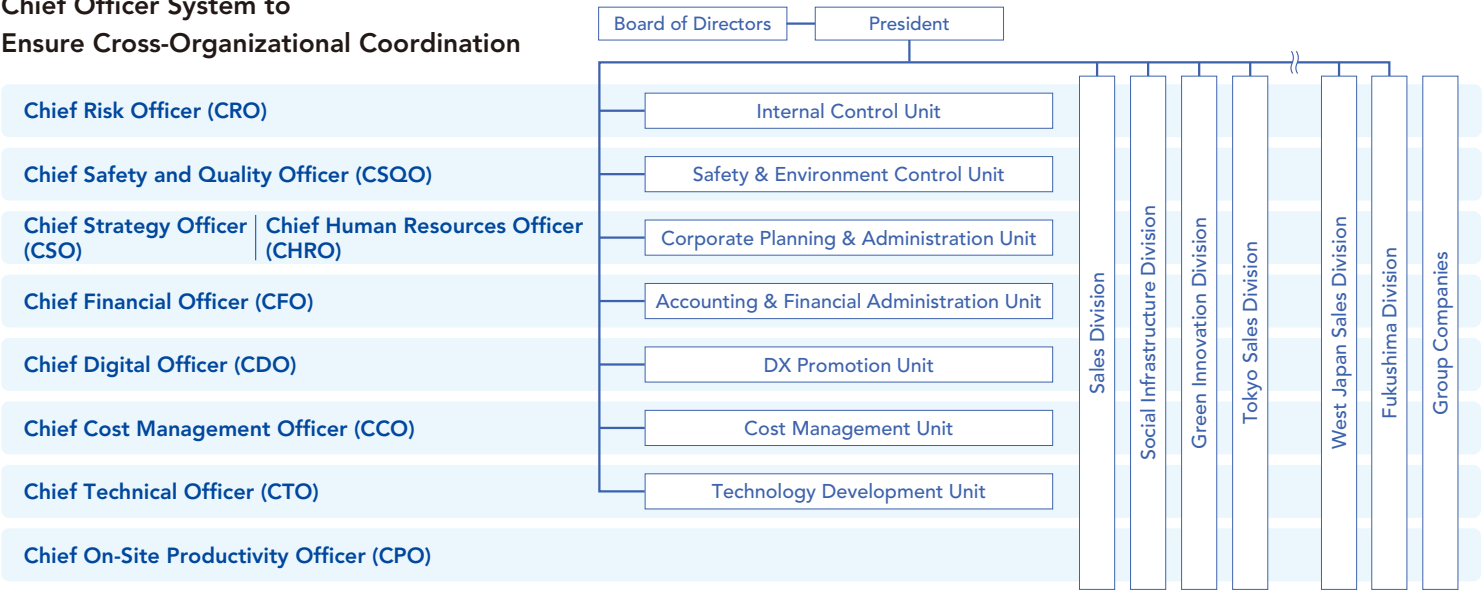 Chief Officer System to
Ensure Cross-Organizational Coordination
Board of Directors
President
Chief Risk Officer (CRO)
Internal Control Unit
Chief Safety and Quality Officer (CSQO)
Safety & Environment Control Unit
Chief Strategy Officer
(CSO)
Chief Human Resources Officer
(CHRO)
Corporate Planning & Administration Unit
Chief Financial Officer (CFO)
Accounting & Financial Administration Unit
Chief Digital Officer (CDO)
DX Promotion Unit
Chief Cost Management Officer (CCO)
Cost Management Unit
Chief Technical Officer (CTO)
Technology Development Unit
Chief On-Site Productivity Officer (CPO)
Sales Division
Social Infrastructure Division
Green Innovation Division
Tokyo Sales Division
West Japan Sales Division
Fukushima Division
Group Companies